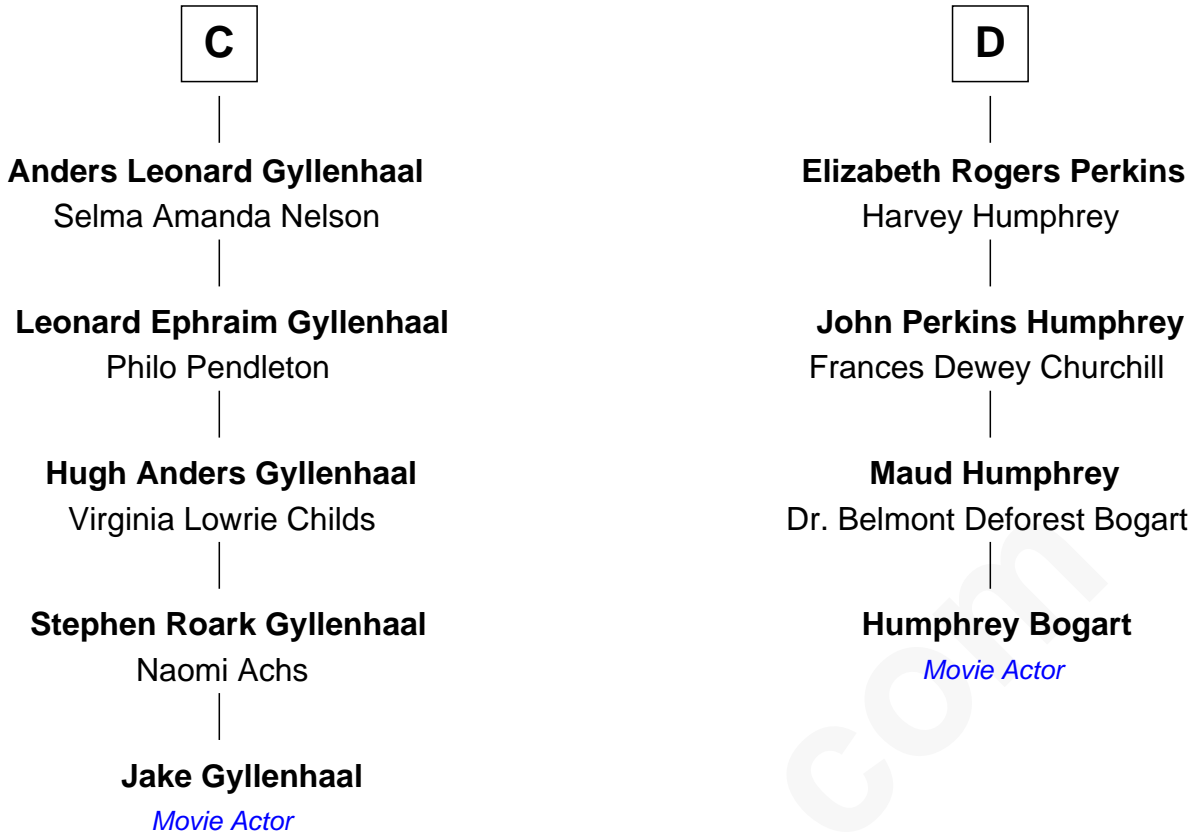 C
Anders Leonard Gyllenhaal
Selma Amanda Nelson
Leonard Ephraim Gyllenhaal
Philo Pendleton
Hugh Anders Gyllenhaal
Virginia Lowrie Childs
Stephen Roark Gyllenhaal
Naomi Achs
Jake Gyllenhaal
Movie Actor
D
Elizabeth Rogers Perkins
Harvey Humphrey
John Perkins Humphrey
Frances Dewey Churchill
Maud Humphrey
Dr. Belmont Deforest Bogart
Humphrey Bogart
Movie Actor
com